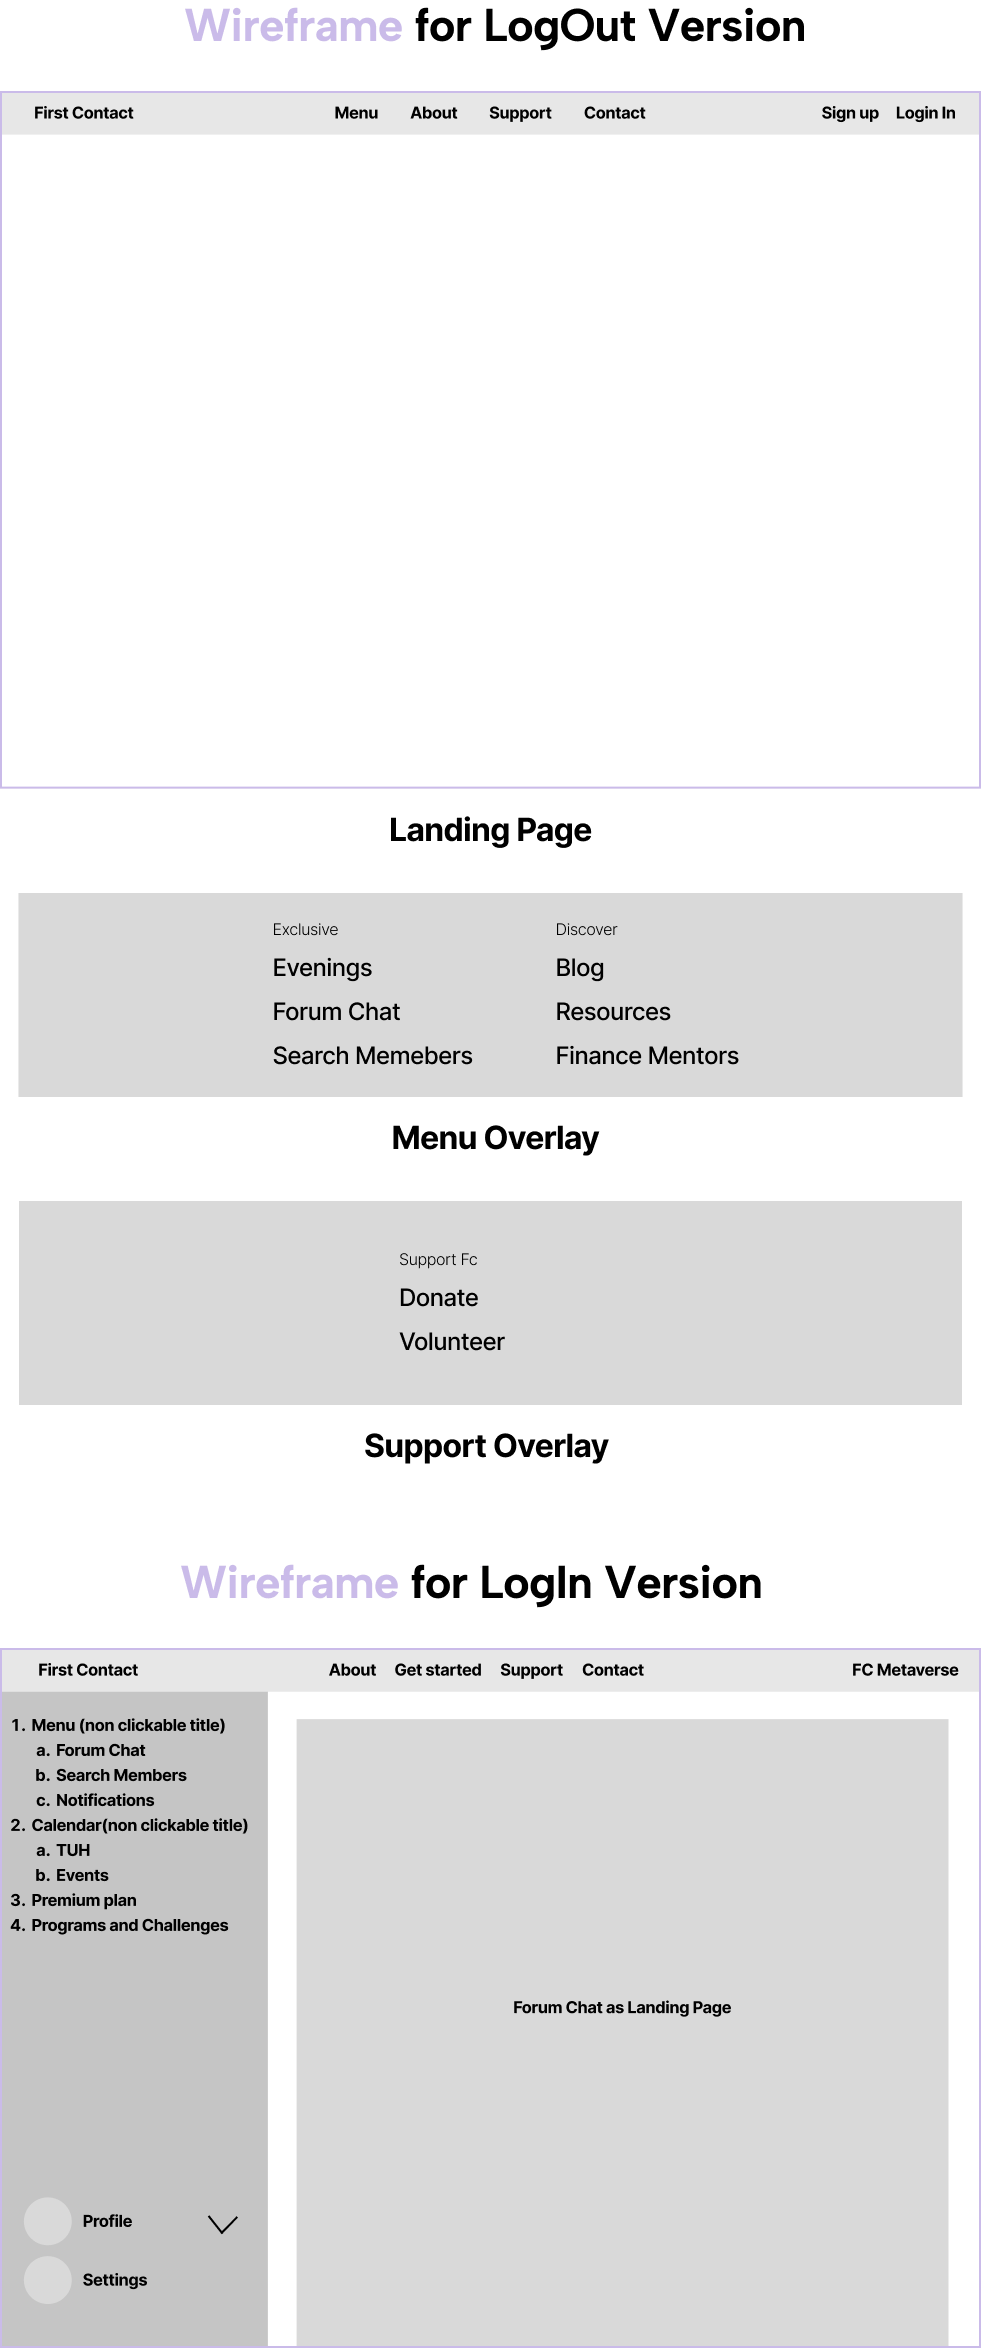 Wireframe for LogOut Version
First Contact Menu About Support Contact Sign up Login In
Landing Page
Exclusive Discover
Evenings Blog
Forum Chat Resources
Search Memebers Finance Mentors
Menu Overlay
Support Fc
Donate
Volunteer
Support Overlay
Wireframe for LogIn Version
First Contact About Get started Support Contact FC Metaverse
1. Menu (non clickable title)
a. Forum Chat
b. Search Members
c. Notifications
2. Calendar(non clickable title)
a. TUH
b. Events
3. Premium plan
4. Programs and Challenges
Forum Chat as Landing Page
Profile
Settings